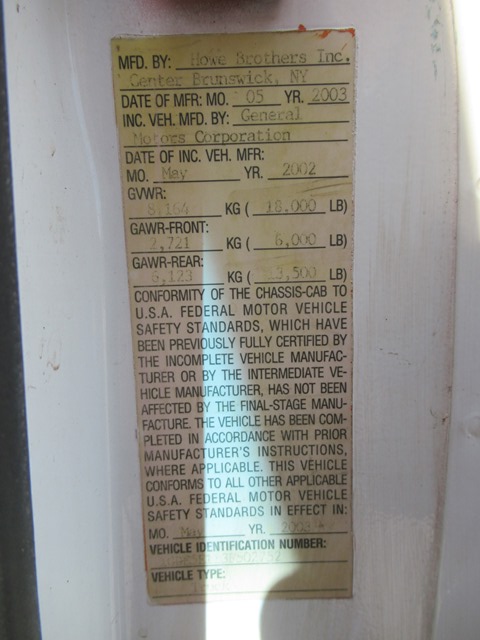 MFD. BY: Howe Brothers Inc.
Center Brunswick, NY
DATE OF MFR: MO. 05 YR. 2003
INC. VEH. MFD. BY: General
Motors Corporation
DATE OF INC. VEH. MFR:
MO. May YR. 2002
GVWR:
8,164 KG ( 18,000 LB)
GAWR-FRONT:
2,721 KG ( 6,000 LB)
GAWR-REAR:
6,123 KG ( 13,500 LB)
CONFORMITY OF THE CHASSIS-CAB TO
U.S.A. FEDERAL MOTOR VEHICLE
SAFETY STANDARDS, WHICH HAVE
BEEN PREVIOUSLY FULLY CERTIFIED BY
THE INCOMPLETE VEHICLE MANUFAC-
TURER OR BY THE INTERMEDIATE VE-
HICLE MANUFACTURER, HAS NOT BEEN
AFFECTED BY THE FINAL-STAGE MANU-
FACTURE. THE VEHICLE HAS BEEN COM-
PLETED IN ACCORDANCE WITH PRIOR
MANUFACTURER'S INSTRUCTIONS,
WHERE APPLICABLE. THIS VEHICLE
CONFORMS TO ALL OTHER APPLICABLE
U.S.A. FEDERAL MOTOR VEHICLE
SAFETY STANDARDS IN EFFECT IN:
MO. May YR. 2003
VEHICLE IDENTIFICATION NUMBER:
VEHICLE TYPE: